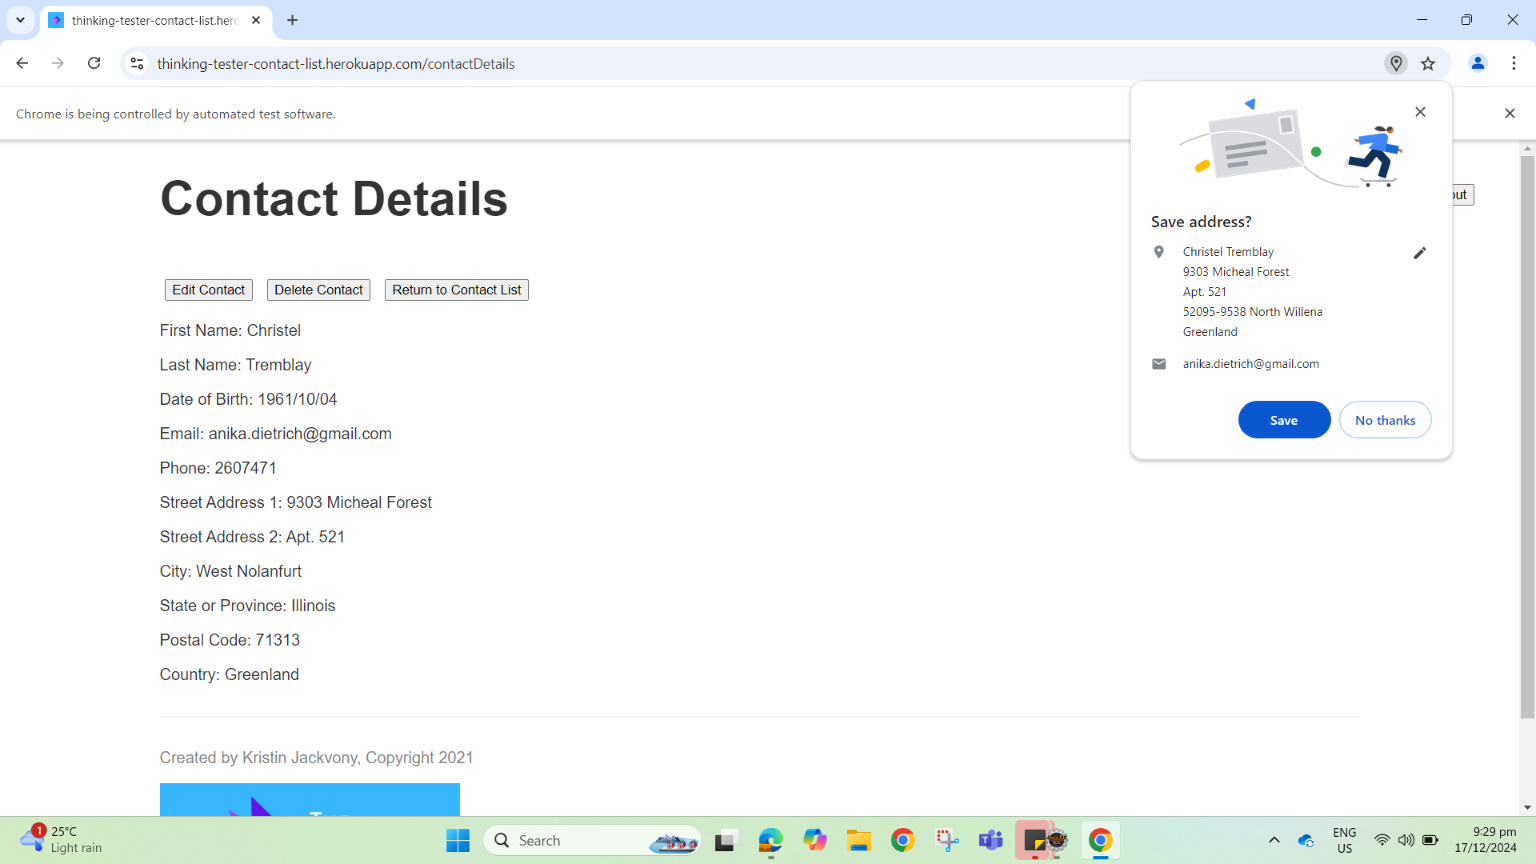 thinking-tester-contact-list.her
thinking-tester-contact-list.herokuapp.com/contactDetails
Chrome is being controlled by automated test software.
Contact Details
Edit Contact
Delete Contact
Return to Contact List
First Name: Christel
Last Name: Tremblay
Date of Birth: 1961/10/04
Email: anika.dietrich@gmail.com
Phone: 2607471
Street Address 1: 9303 Micheal Forest
Street Address 2: Apt. 521
City: West Nolanfurt
State or Province: Illinois
Postal Code: 71313
Country: Greenland
Created by Kristin Jackvony, Copyright 2021
Save address?
Christel Tremblay
9303 Micheal Forest
Apt. 521
52095-9538 North Willena
Greenland
anika.dietrich@gmail.com
Save
No thanks
out
1
25°C
Light rain
Search
ENG
US
9:29 pm
17/12/2024